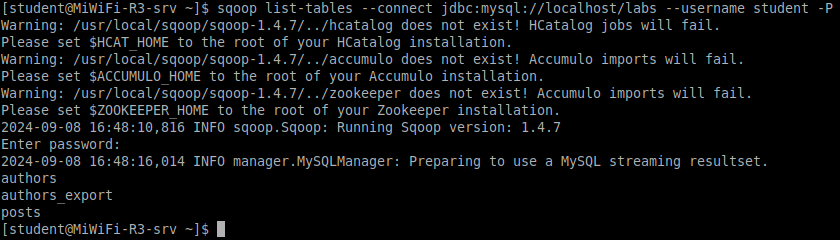 [student@MiWiFi-R3-srv ~]$ sqoop list-tables --connect jdbc:mysql://localhost/labs --username student -P
Warning: /usr/local/sqoop/sqoop-1.4.7/../hcatalog does not exist! HCatalog jobs will fail.
Please set $HCAT_HOME to the root of your HCatalog installation.
Warning: /usr/local/sqoop/sqoop-1.4.7/../accumulo does not exist! Accumulo imports will fail.
Please set $ACCUMULO_HOME to the root of your Accumulo installation.
Warning: /usr/local/sqoop/sqoop-1.4.7/../zookeeper does not exist! Accumulo imports will fail.
Please set $ZOOKEEPER_HOME to the root of your Zookeeper installation.
2024-09-08 16:48:10,816 INFO sqoop.Sqoop: Running Sqoop version: 1.4.7
Enter password:
2024-09-08 16:48:16,014 INFO manager.MySQLManager: Preparing to use a MySQL streaming resultset.
authors
authors_export
posts
[student@MiWiFi-R3-srv ~]$